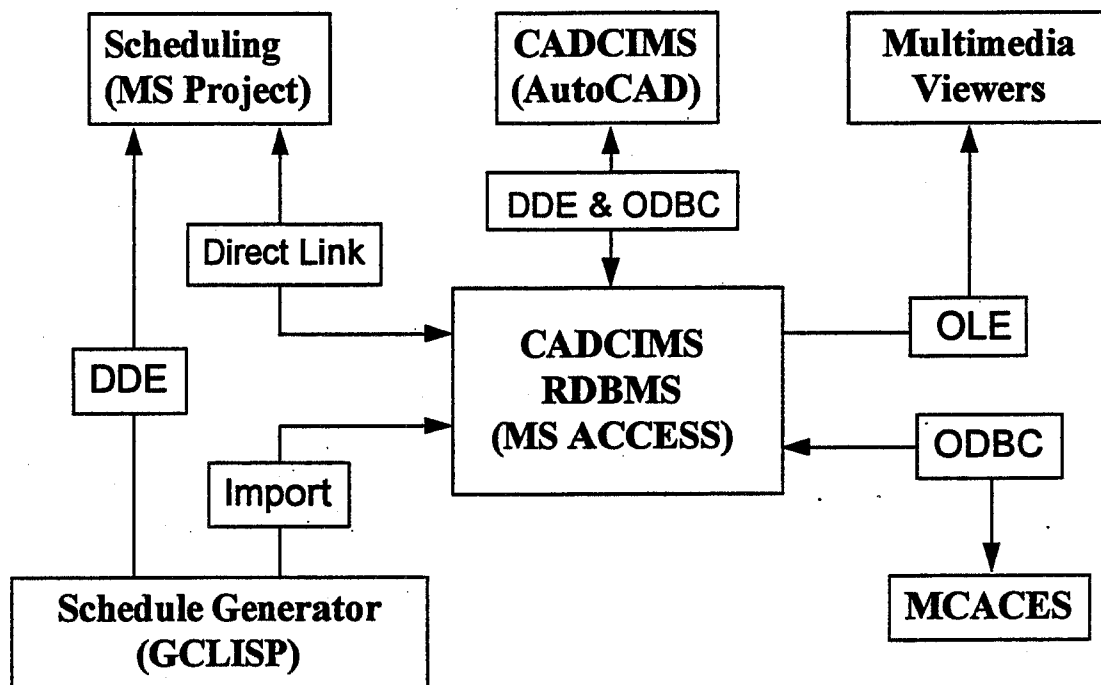 Scheduling
(MS Project)
CADCIMS
(AutoCAD)
Multimedia
Viewers
DDE & ODBC
Direct Link
OLE
DDE
CADCIMS
RDBMS
(MS ACCESS)
ODBC
Import
Schedule Generator
(GCLISP)
MCACES